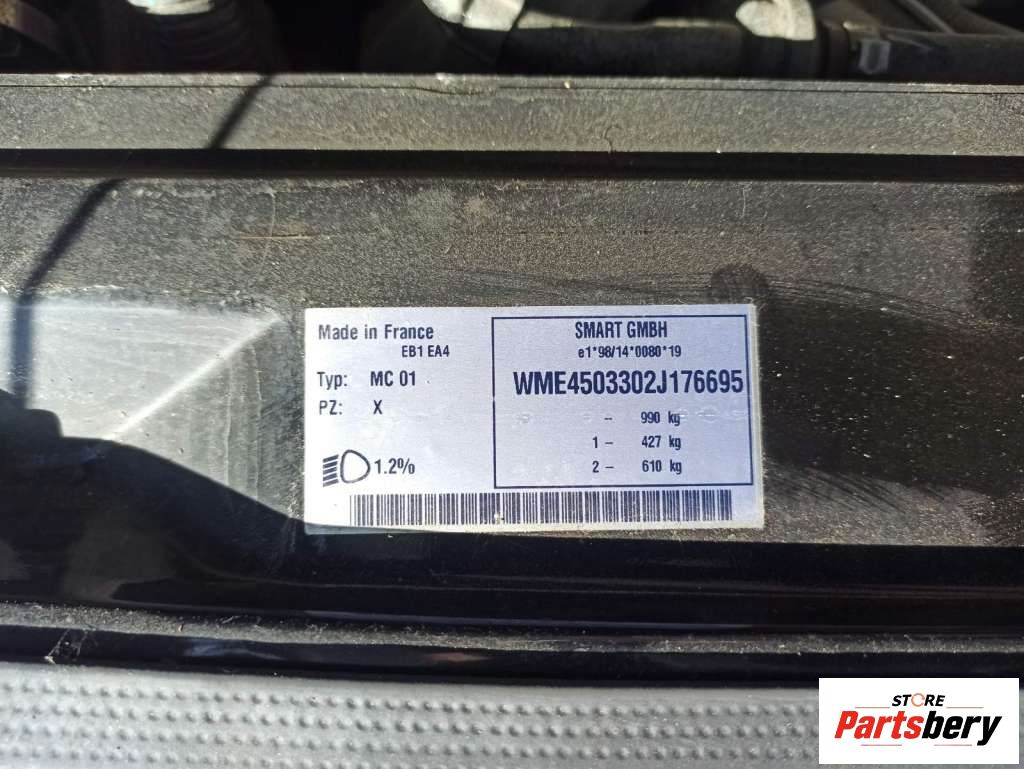 Made in France
EB1 EA4
Typ: MC 01
PZ: X
1.2%
SMART GMBH
e1*98/14*0080*19
WME4503302J176695
- 990 kg
1 - 427 kg
2 - 610 kg
STORE
Partsbery